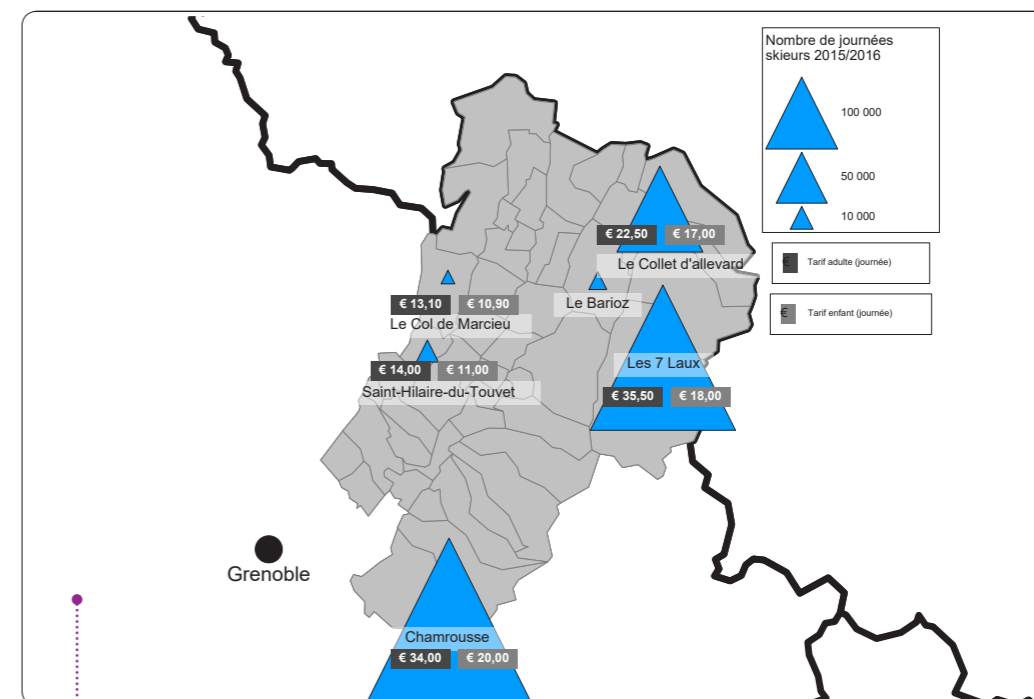 Nombre de journées
skieurs 2015/2016
100 000
50 000
10 000
€ Tarif adulte (journée)
€ Tarif enfant (journée)
€ 22,50 € 17,00
Le Collet d'allevard
Le Barioz
€ 13,10 € 10,90
Le Col de Marcieu
€ 14,00 € 11,00
Saint-Hilaire-du-Touvet
Les 7 Laux
€ 35,50 € 18,00
Grenoble
Chamrousse
€ 34,00 € 20,00